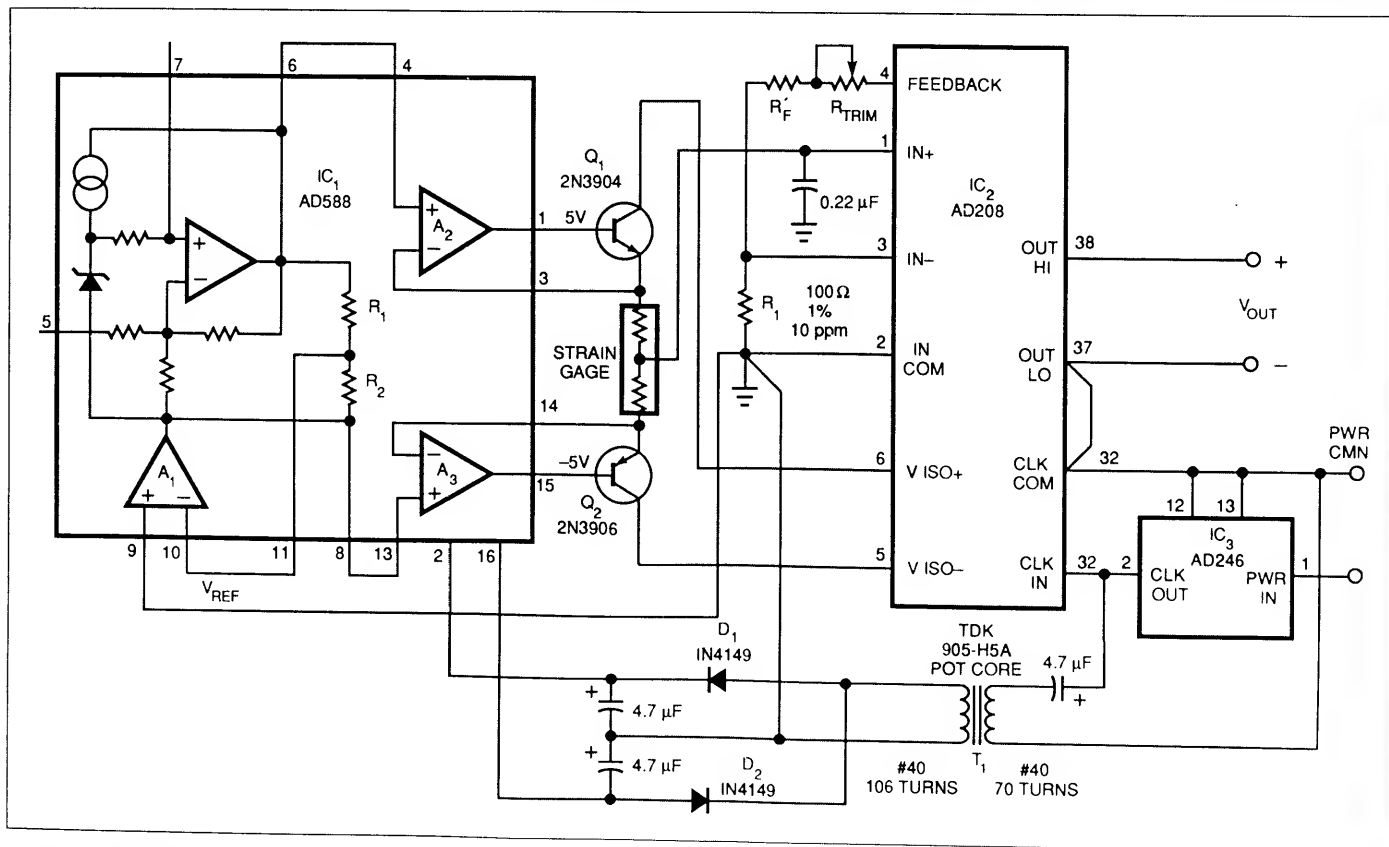 7
6
4
IC1
AD588
A2
1
5V
3
Q1
2N3904
5
R1
R2
A1
A3
14
-5V
15
Q2
2N3906
STRAIN
GAGE
9
10
11
8
13
2
16
VREF
R'F
RTRIM
4
FEEDBACK
1
IN+
0.22 µF
IC2
AD208
3
IN-
R1
100Ω
1%
10 ppm
2
IN
COM
6
V ISO+
5
V ISO-
OUT
HI
38
+
VOUT
OUT
LO
37
-
CLK
COM
32
PWR
CMN
12
13
IC3
AD246
CLK
IN
32
2
CLK
OUT
PWR
IN
1
D1
IN4149
+
4.7 µF
+
4.7 µF
D2
IN4149
TDK
905-H5A
POT CORE
4.7 µF
+
T1
#40
106 TURNS
#40
70 TURNS